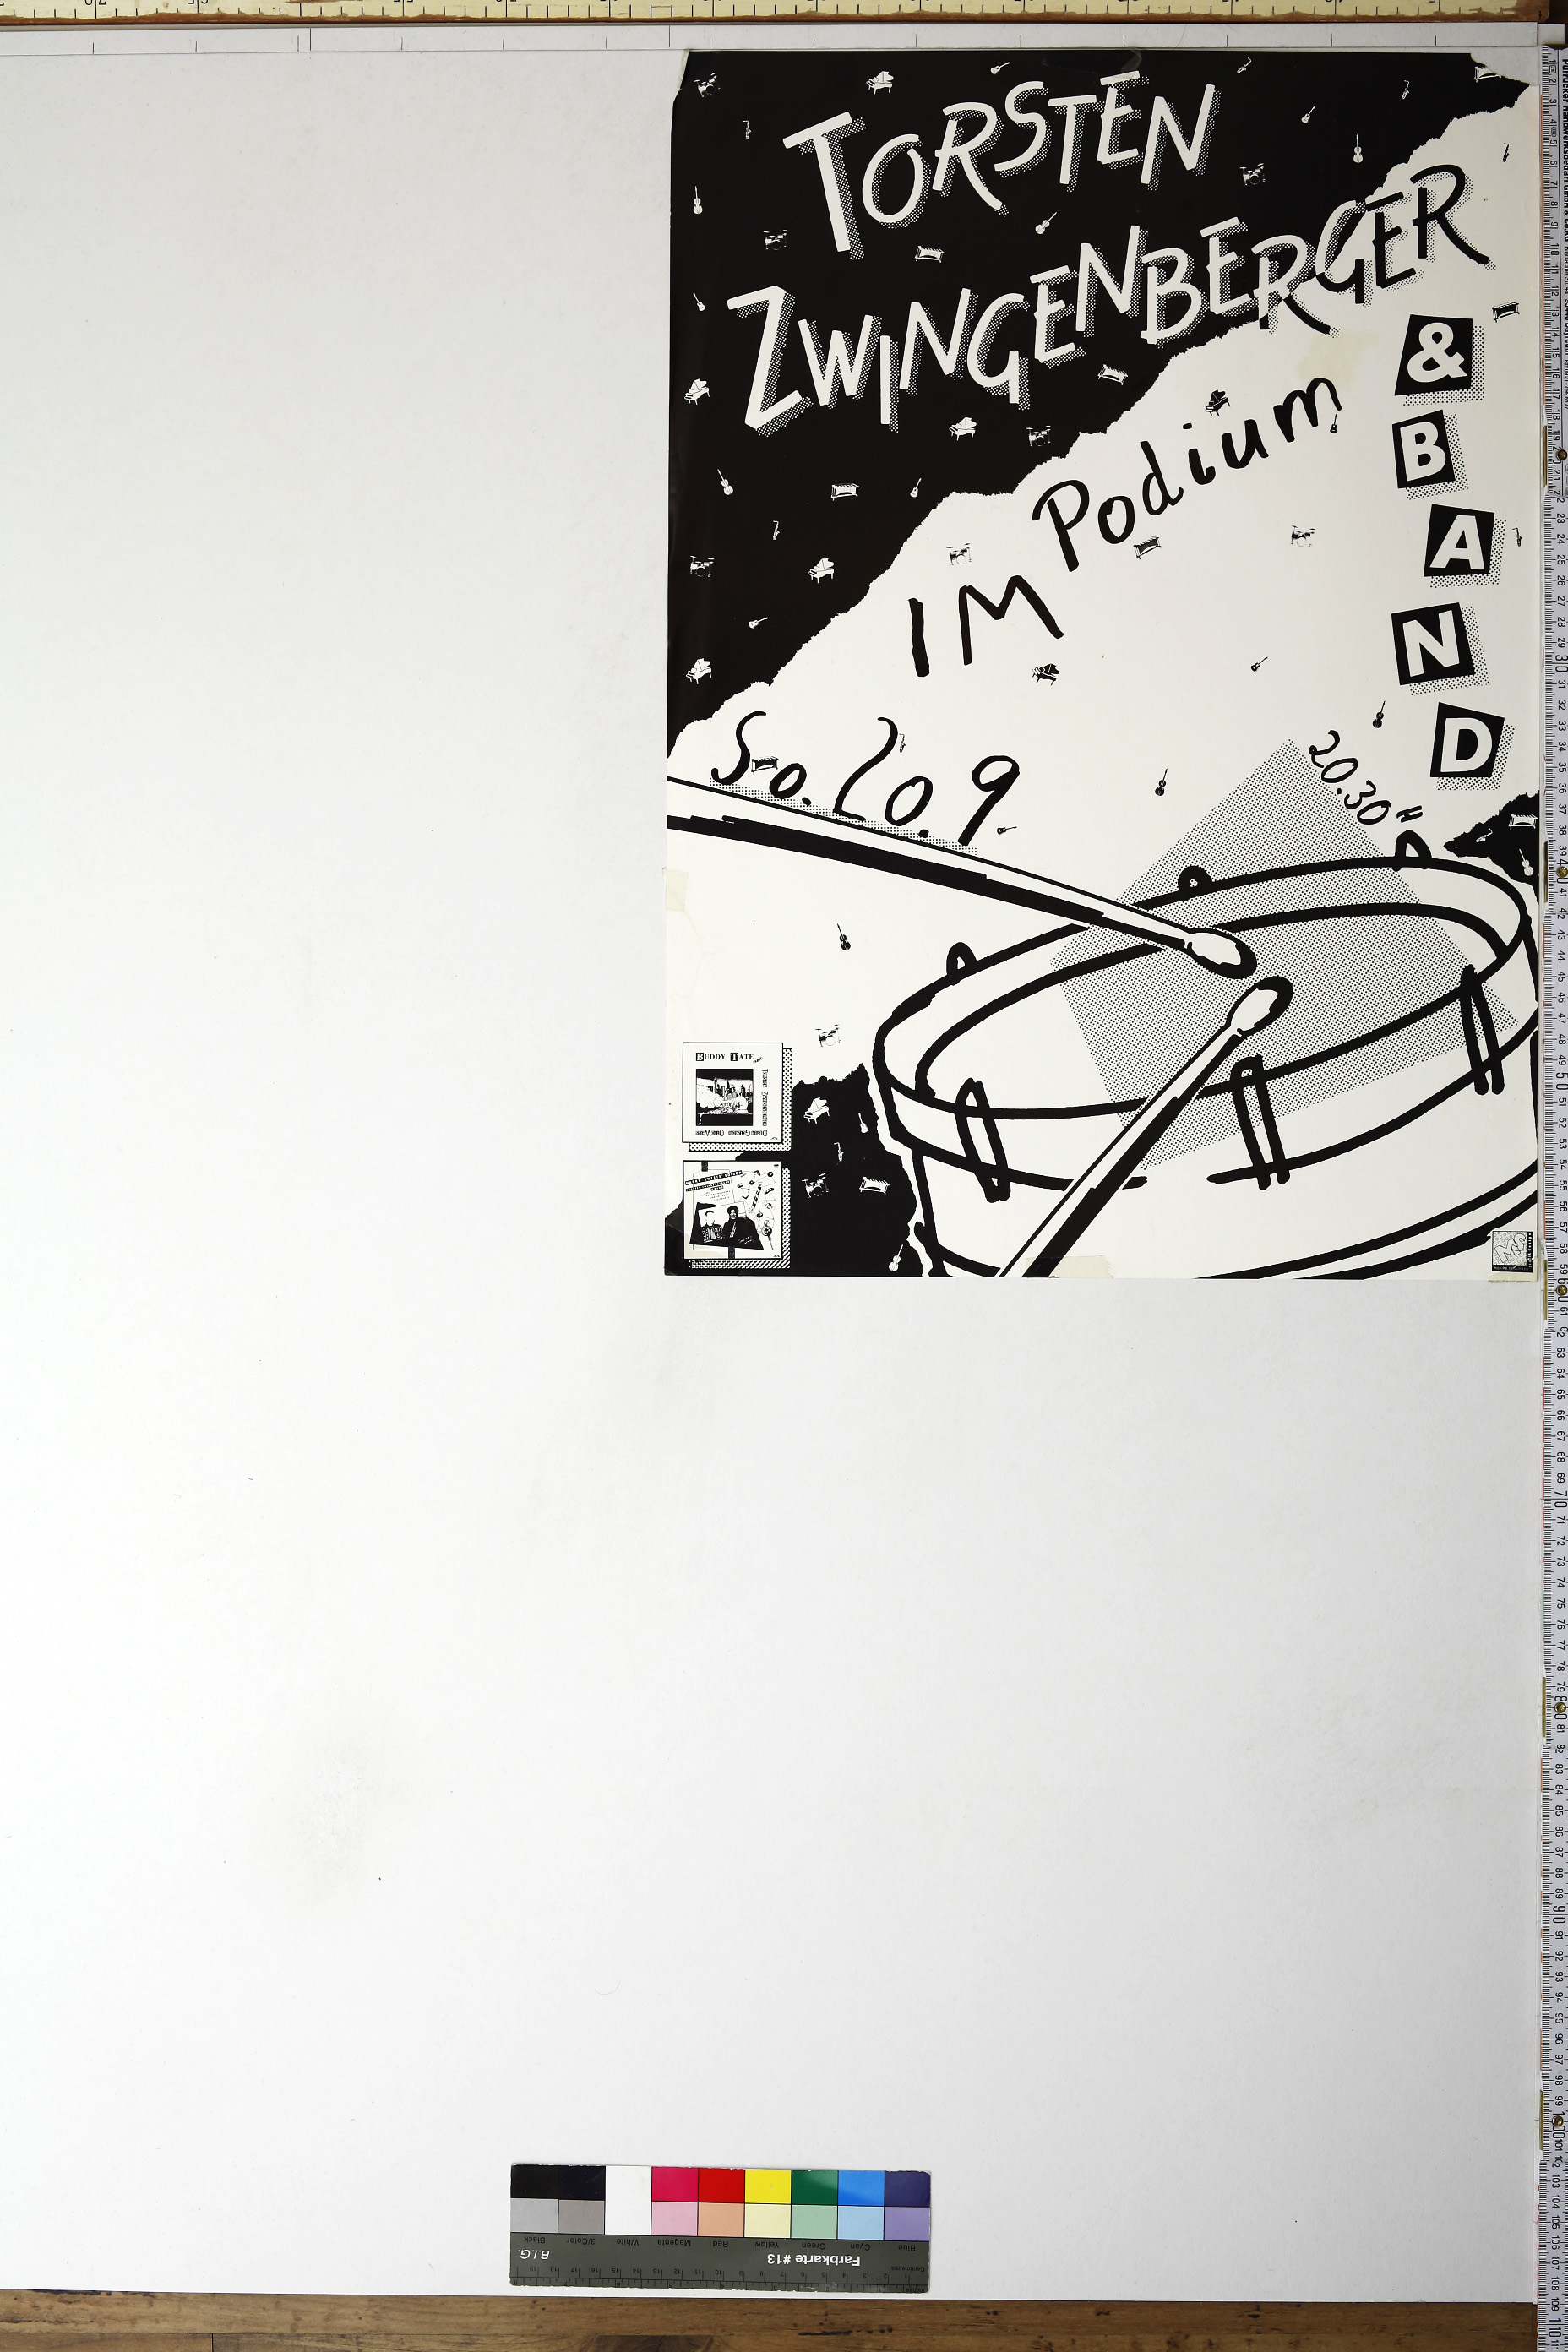 TORSTEN
ZWINGENBERGER
& BAND
IM Podium
So. 20. 9
20.30 H
BUDDY TATE
Farbkarte #13
B.I.G.
Blue Cyan Green Yellow Red Magenta White 3/Color Black